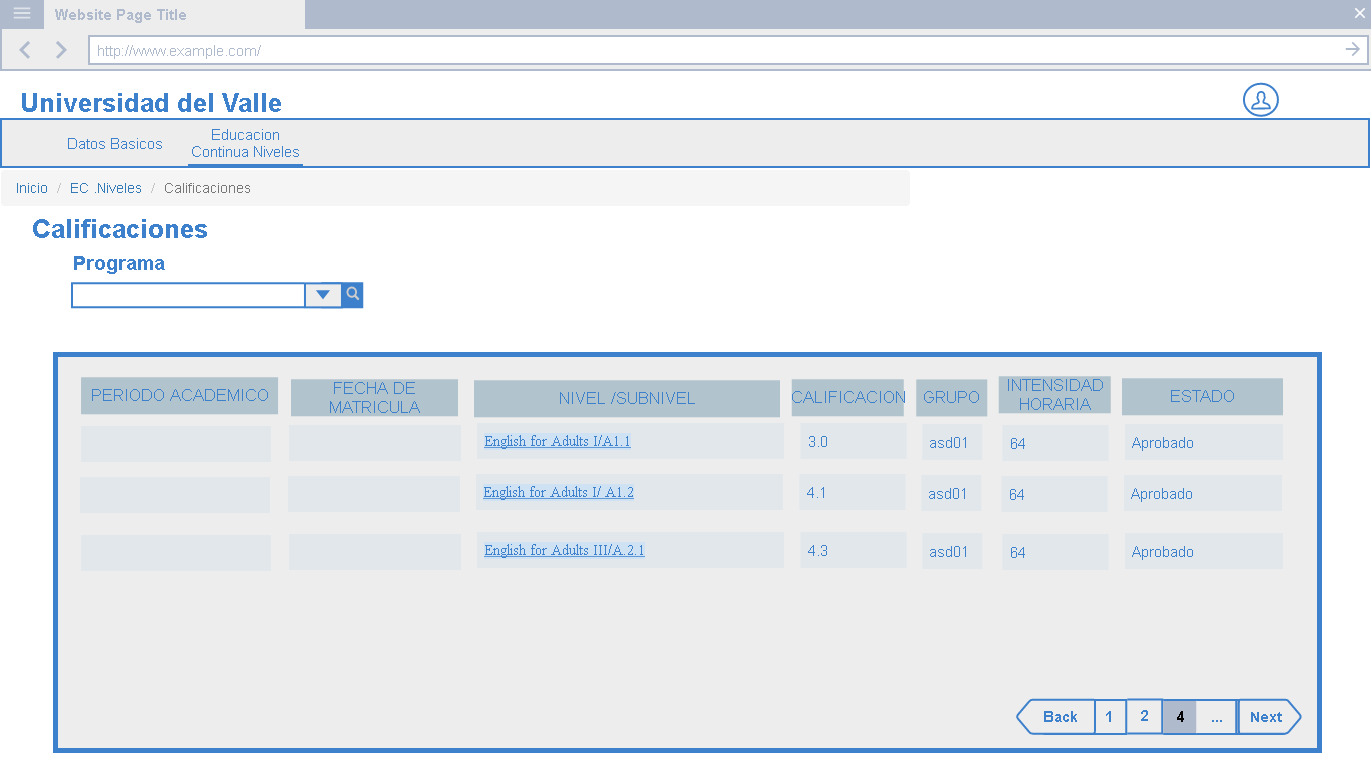 Website Page Title
http://www.example.com/
Universidad del Valle
Datos Basicos
Educacion
Continua Niveles
Inicio / EC .Niveles / Calificaciones
Calificaciones
Programa
PERIODO ACADEMICO
FECHA DE
MATRICULA
NIVEL /SUBNIVEL
CALIFICACION
GRUPO
INTENSIDAD
HORARIA
ESTADO
English for Adults I/A1.1 3.0 asd01 64 Aprobado
English for Adults I/ A1.2 4.1 asd01 64 Aprobado
English for Adults III/A.2.1 4.3 asd01 64 Aprobado
Back 1 2 4 ... Next